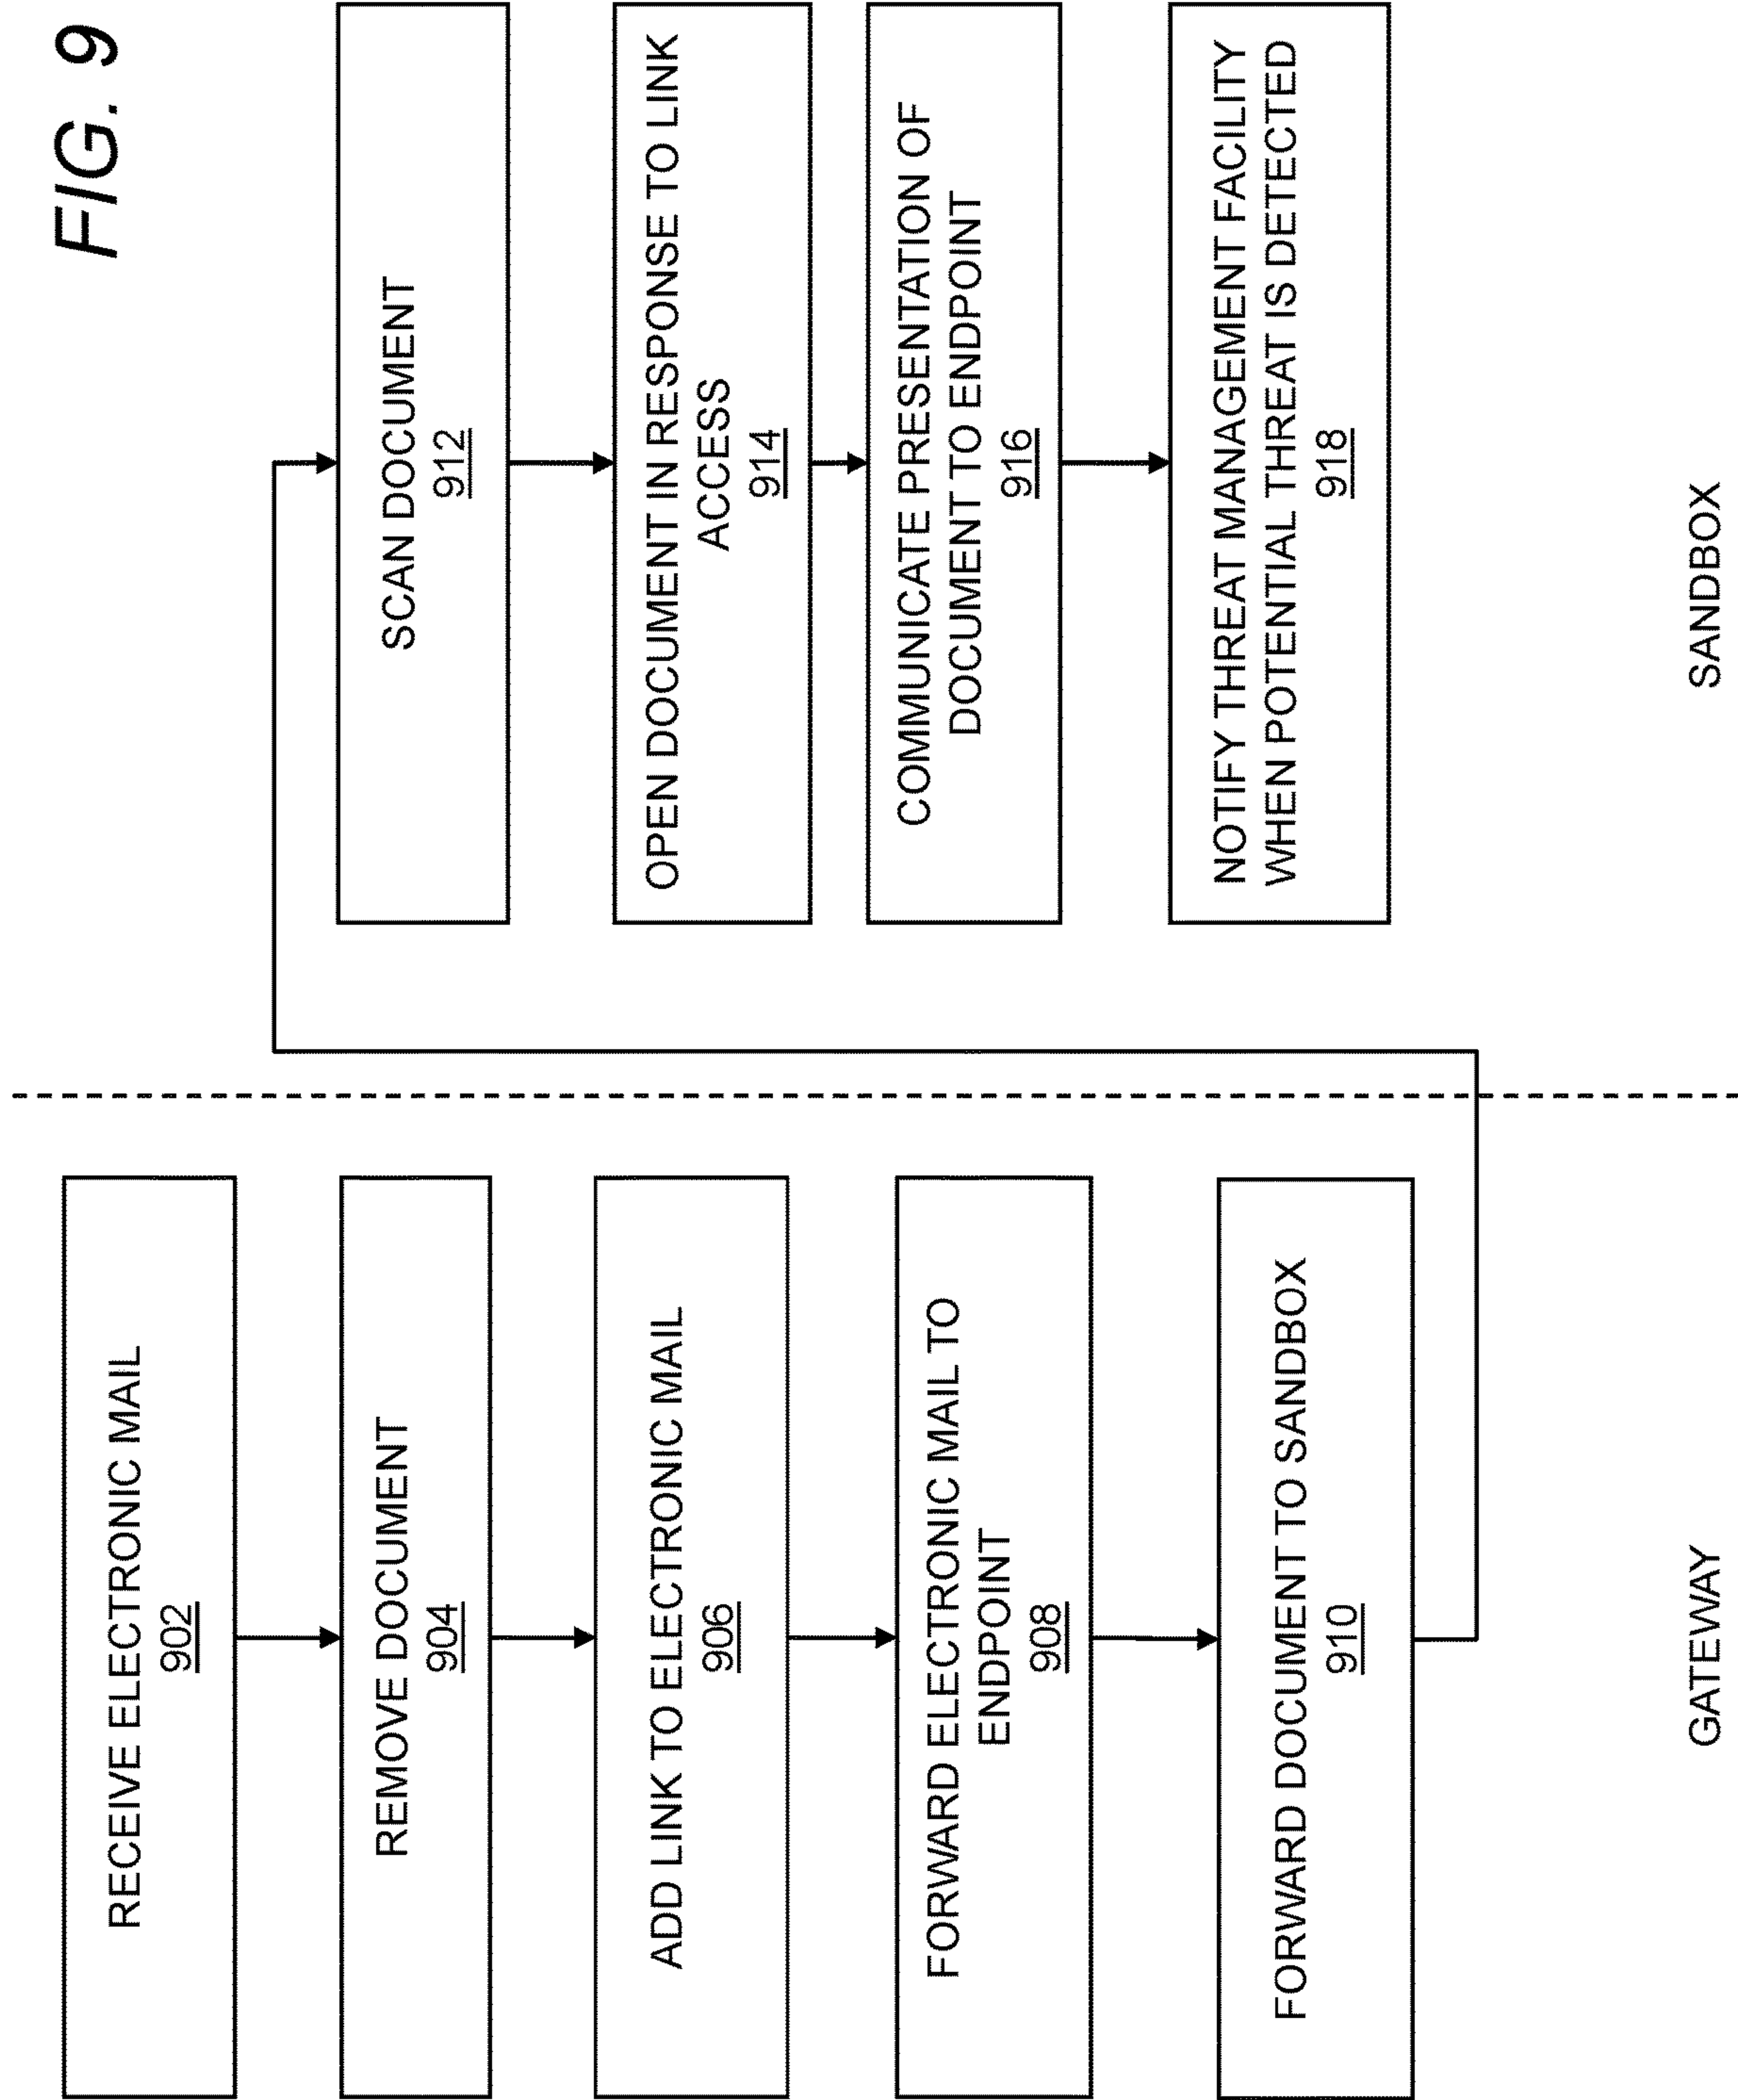 FIG. 9
RECEIVE ELECTRONIC MAIL
902
REMOVE DOCUMENT
904
ADD LINK TO ELECTRONIC MAIL
906
FORWARD ELECTRONIC MAIL TO
ENDPOINT
908
FORWARD DOCUMENT TO SANDBOX
910
GATEWAY
SCAN DOCUMENT
912
OPEN DOCUMENT IN RESPONSE TO LINK
ACCESS
914
COMMUNICATE PRESENTATION OF
DOCUMENT TO ENDPOINT
916
NOTIFY THREAT MANAGEMENT FACILITY
WHEN POTENTIAL THREAT IS DETECTED
918
SANDBOX